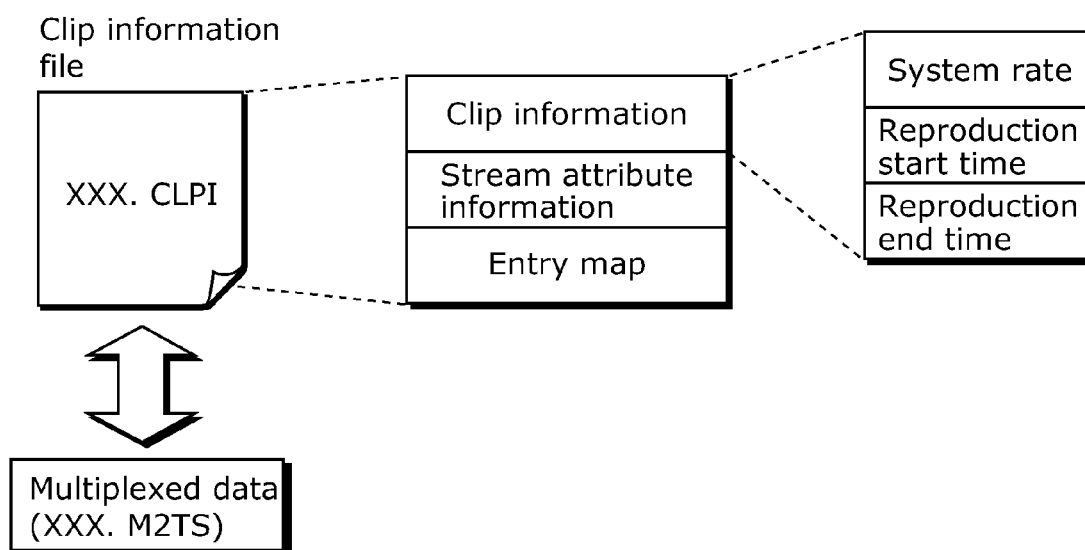 Clip information
file
XXX. CLPI
Clip information
Stream attribute
information
Entry map
System rate
Reproduction
start time
Reproduction
end time
Multiplexed data
(XXX. M2TS)